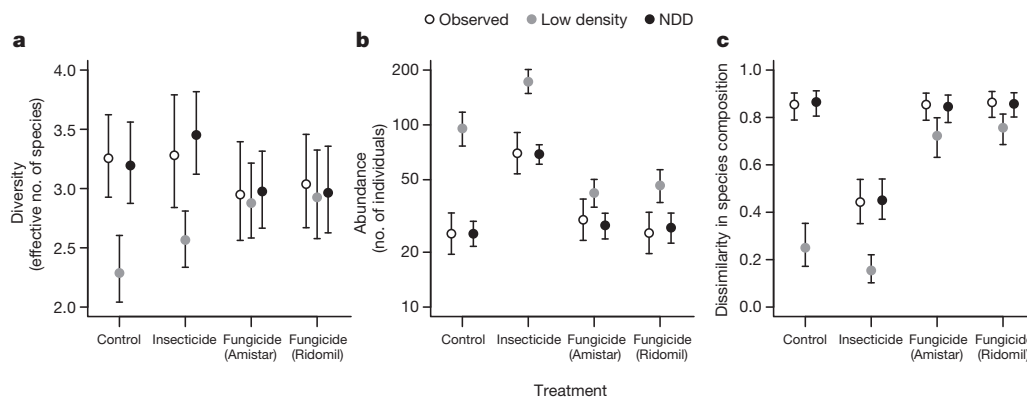 Observed Low density NDD
a
Diversity
(effective no. of species)
4.0
3.5
3.0
2.5
2.0
Control Insecticide Fungicide (Amistar) Fungicide (Ridomil)
b
Abundance
(no. of individuals)
200
100
50
20
10
Control Insecticide Fungicide (Amistar) Fungicide (Ridomil)
Treatment
c
Dissimilarity in species composition
1.0
0.8
0.6
0.4
0.2
0.0
Control Insecticide Fungicide (Amistar) Fungicide (Ridomil)